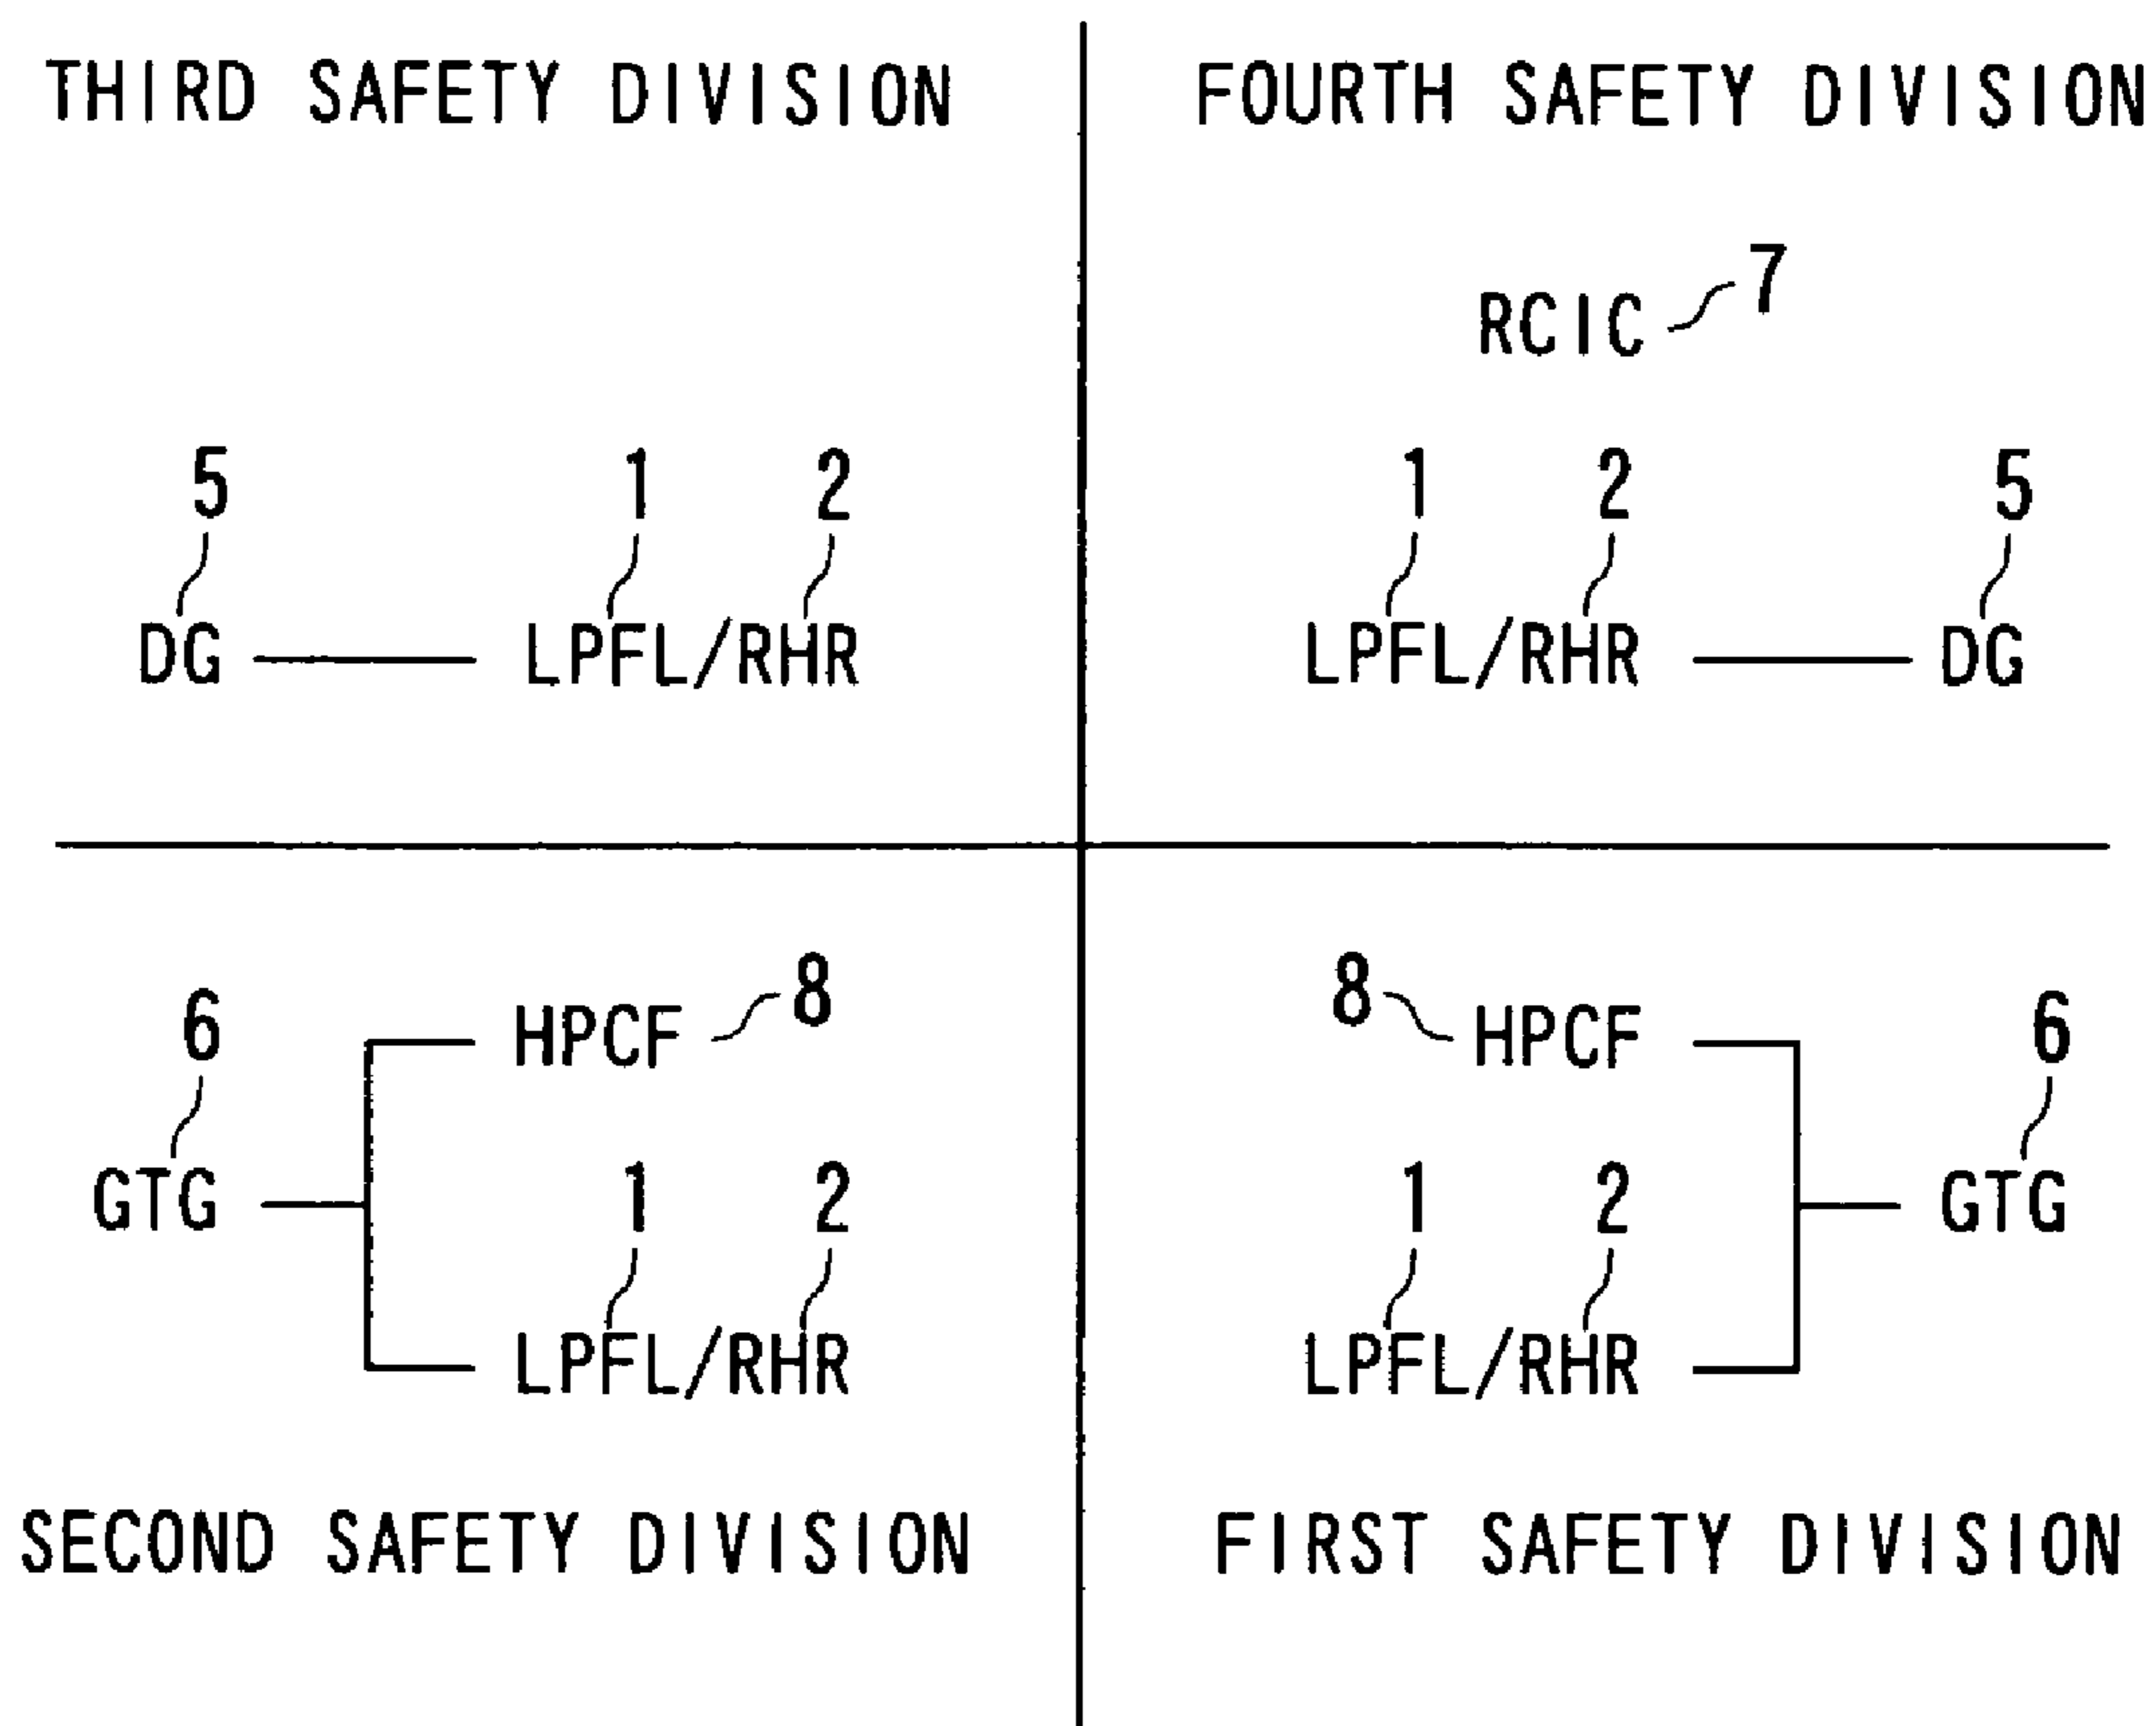 THIRD SAFETY DIVISION
FOURTH SAFETY DIVISION
RCIC 7
5 1 2
DG LPFL/RHR
1 2 5
LPFL/RHR DG
6 HPCF 8
GTG 1 2
LPFL/RHR
8 HPCF 6
1 2 GTG
LPFL/RHR
SECOND SAFETY DIVISION
FIRST SAFETY DIVISION